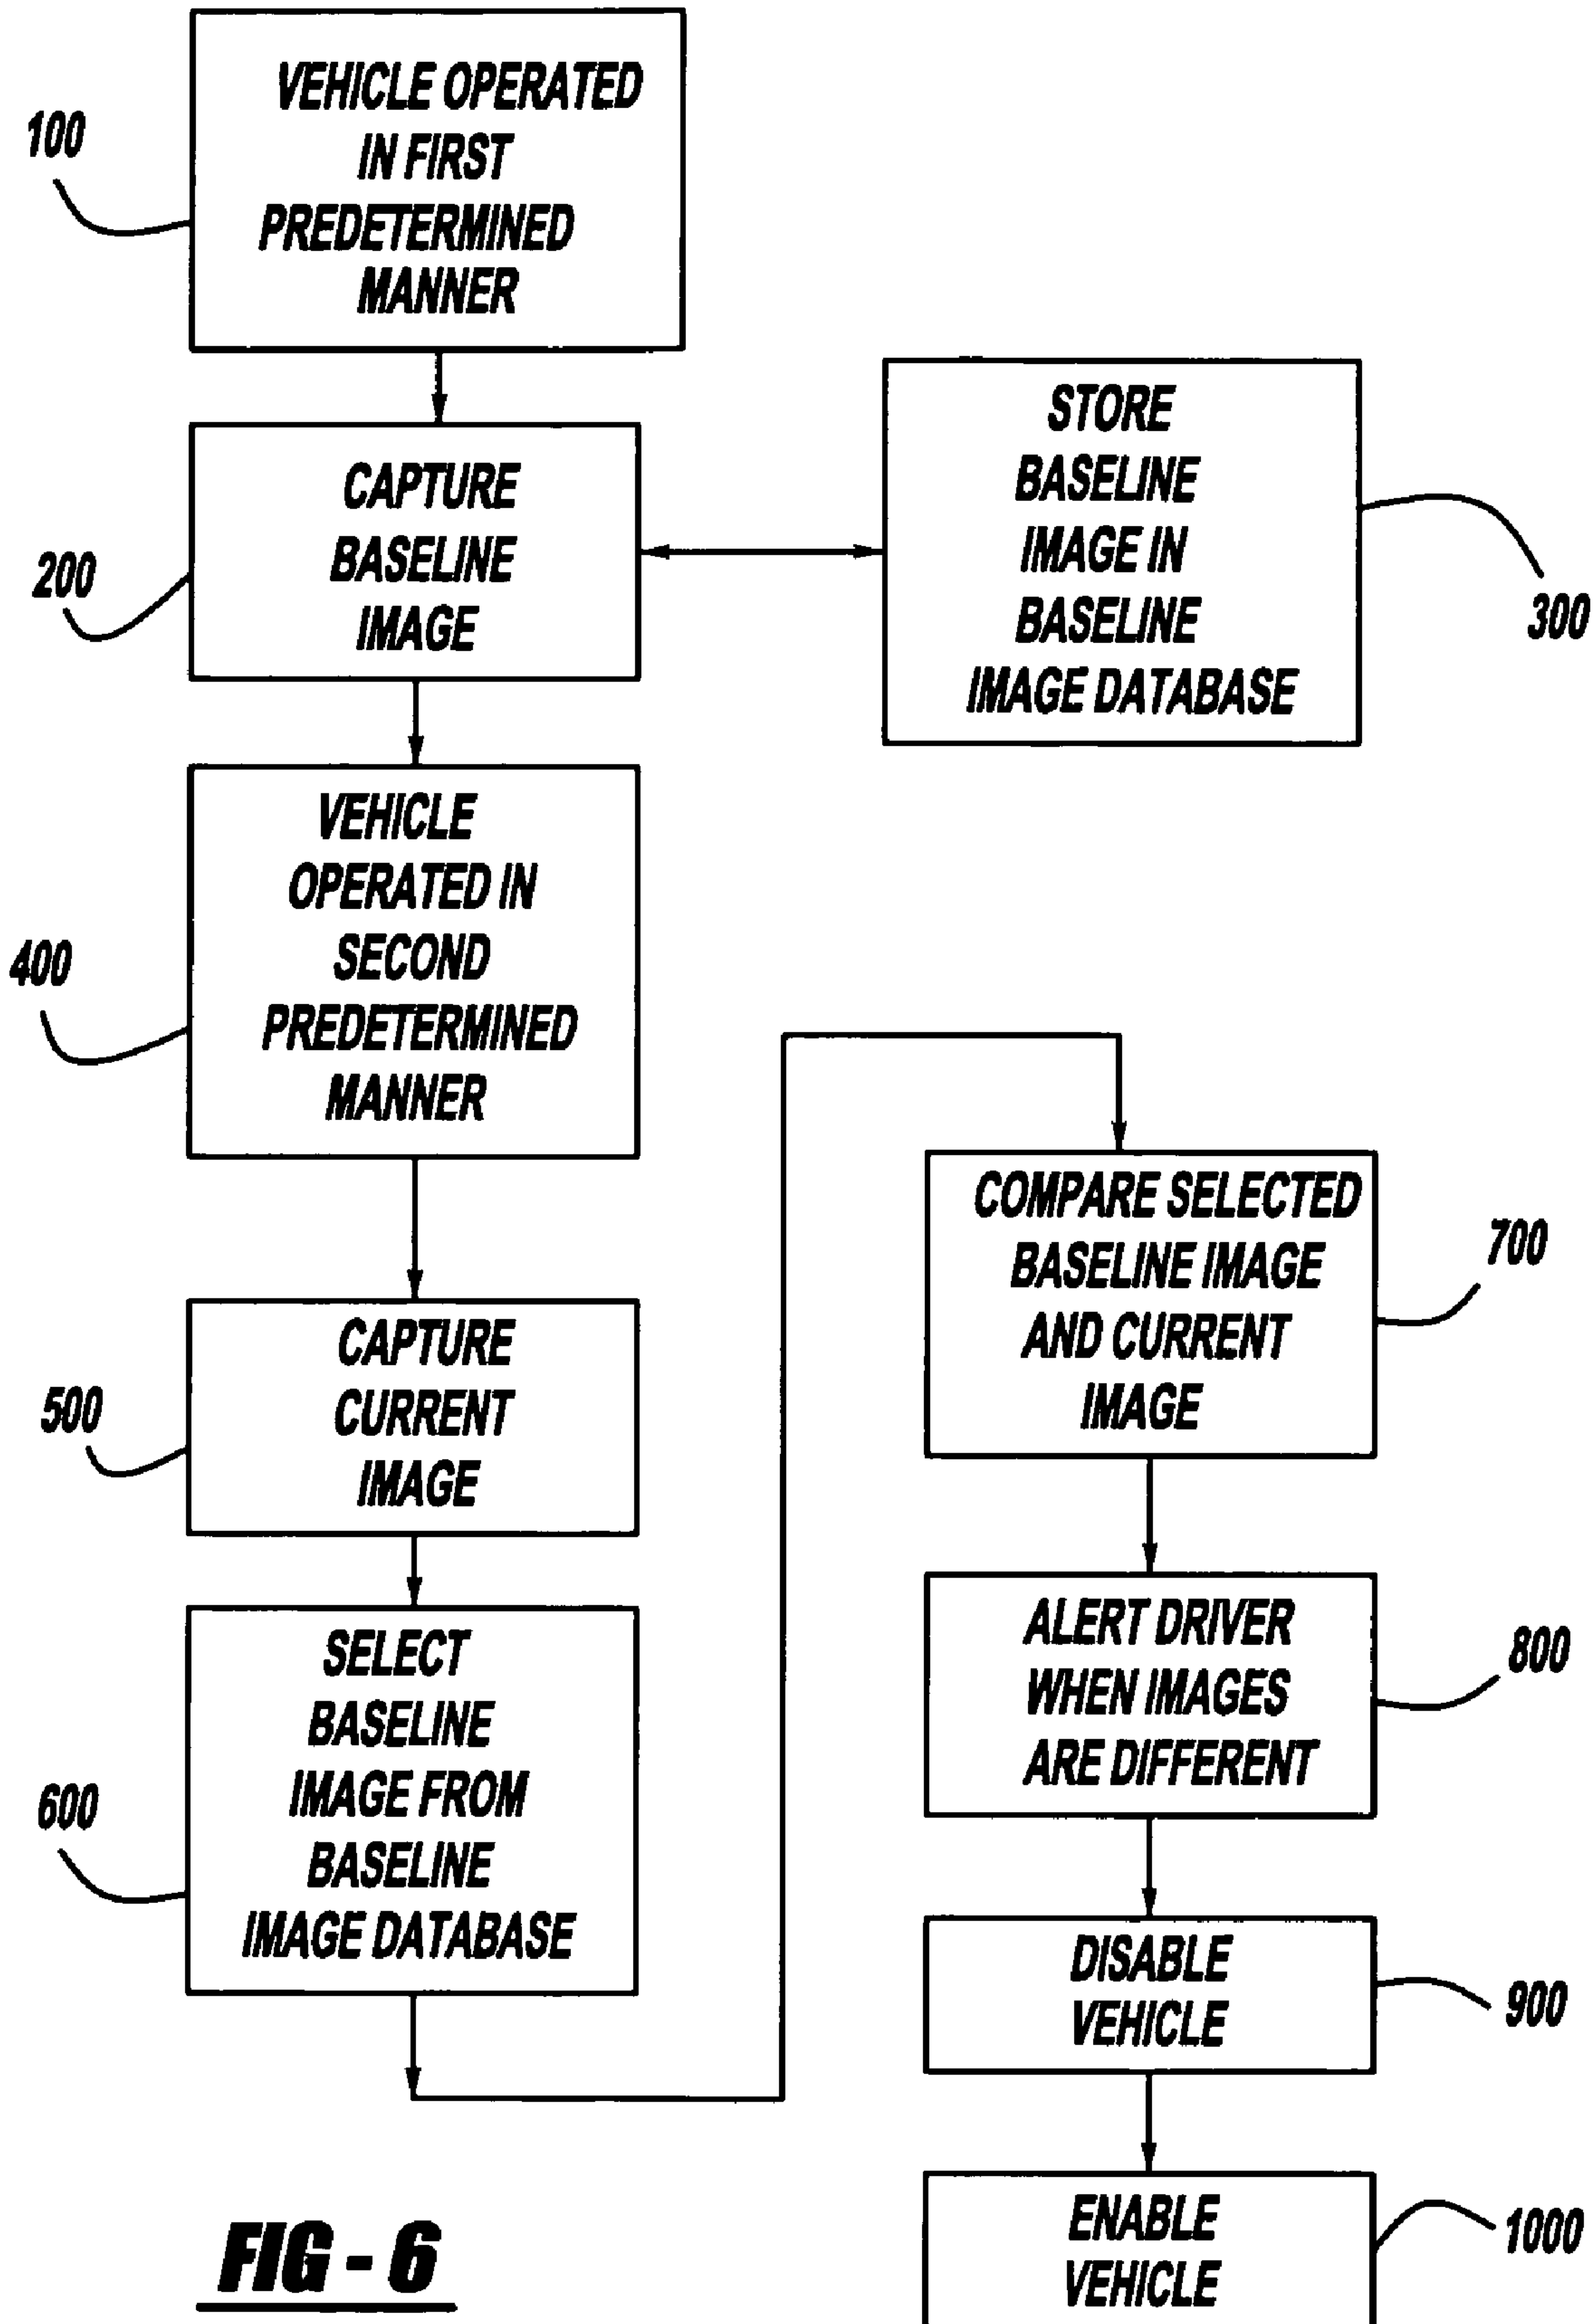 100
VEHICLE OPERATED
IN FIRST
PREDETERMINED
MANNER
200
CAPTURE
BASELINE
IMAGE
STORE
BASELINE
IMAGE IN
BASELINE
IMAGE DATABASE
300
400
VEHICLE
OPERATED IN
SECOND
PREDETERMINED
MANNER
500
CAPTURE
CURRENT
IMAGE
600
SELECT
BASELINE
IMAGE FROM
BASELINE
IMAGE DATABASE
COMPARE SELECTED
BASELINE IMAGE
AND CURRENT
IMAGE
700
ALERT DRIVER
WHEN IMAGES
ARE DIFFERENT
800
DISABLE
VEHICLE
900
ENABLE
VEHICLE
1000
FIG - 6